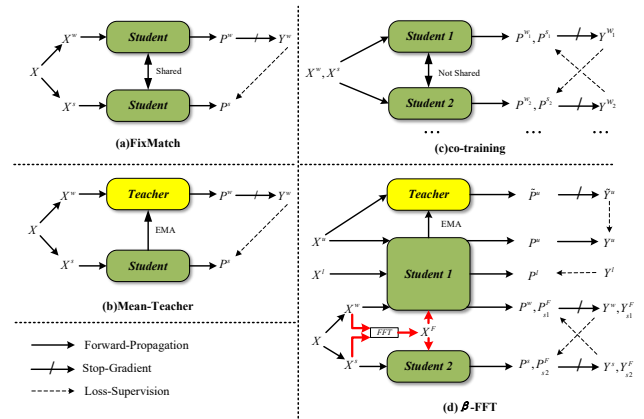 X
X^w
Student
P^w
Y^w
Shared
X^s
Student
P^s
(a)FixMatch
X^w, X^s
Student 1
P^{w_1}, P^{s_1}
Y^{w_1}
Not Shared
Student 2
P^{w_2}, P^{s_2}
Y^{w_2}
... ... ...
(c)co-training
X
X^w
Teacher
P^w
Y^w
EMA
X^s
Student
P^s
(b)Mean-Teacher
Forward-Propagation
Stop-Gradient
Loss-Supervision
Teacher
P̃^u
Ỹ^u
EMA
X^u
Student 1
P^u
Y^u
X^l
P^l
Y^l
X^w
P^w, P^F_{s1}
Y^w, Y^F_{s1}
X
FFT
X^F
X^s
Student 2
P^s, P^F_{s2}
Y^s, Y^F_{s2}
(d) β-FFT